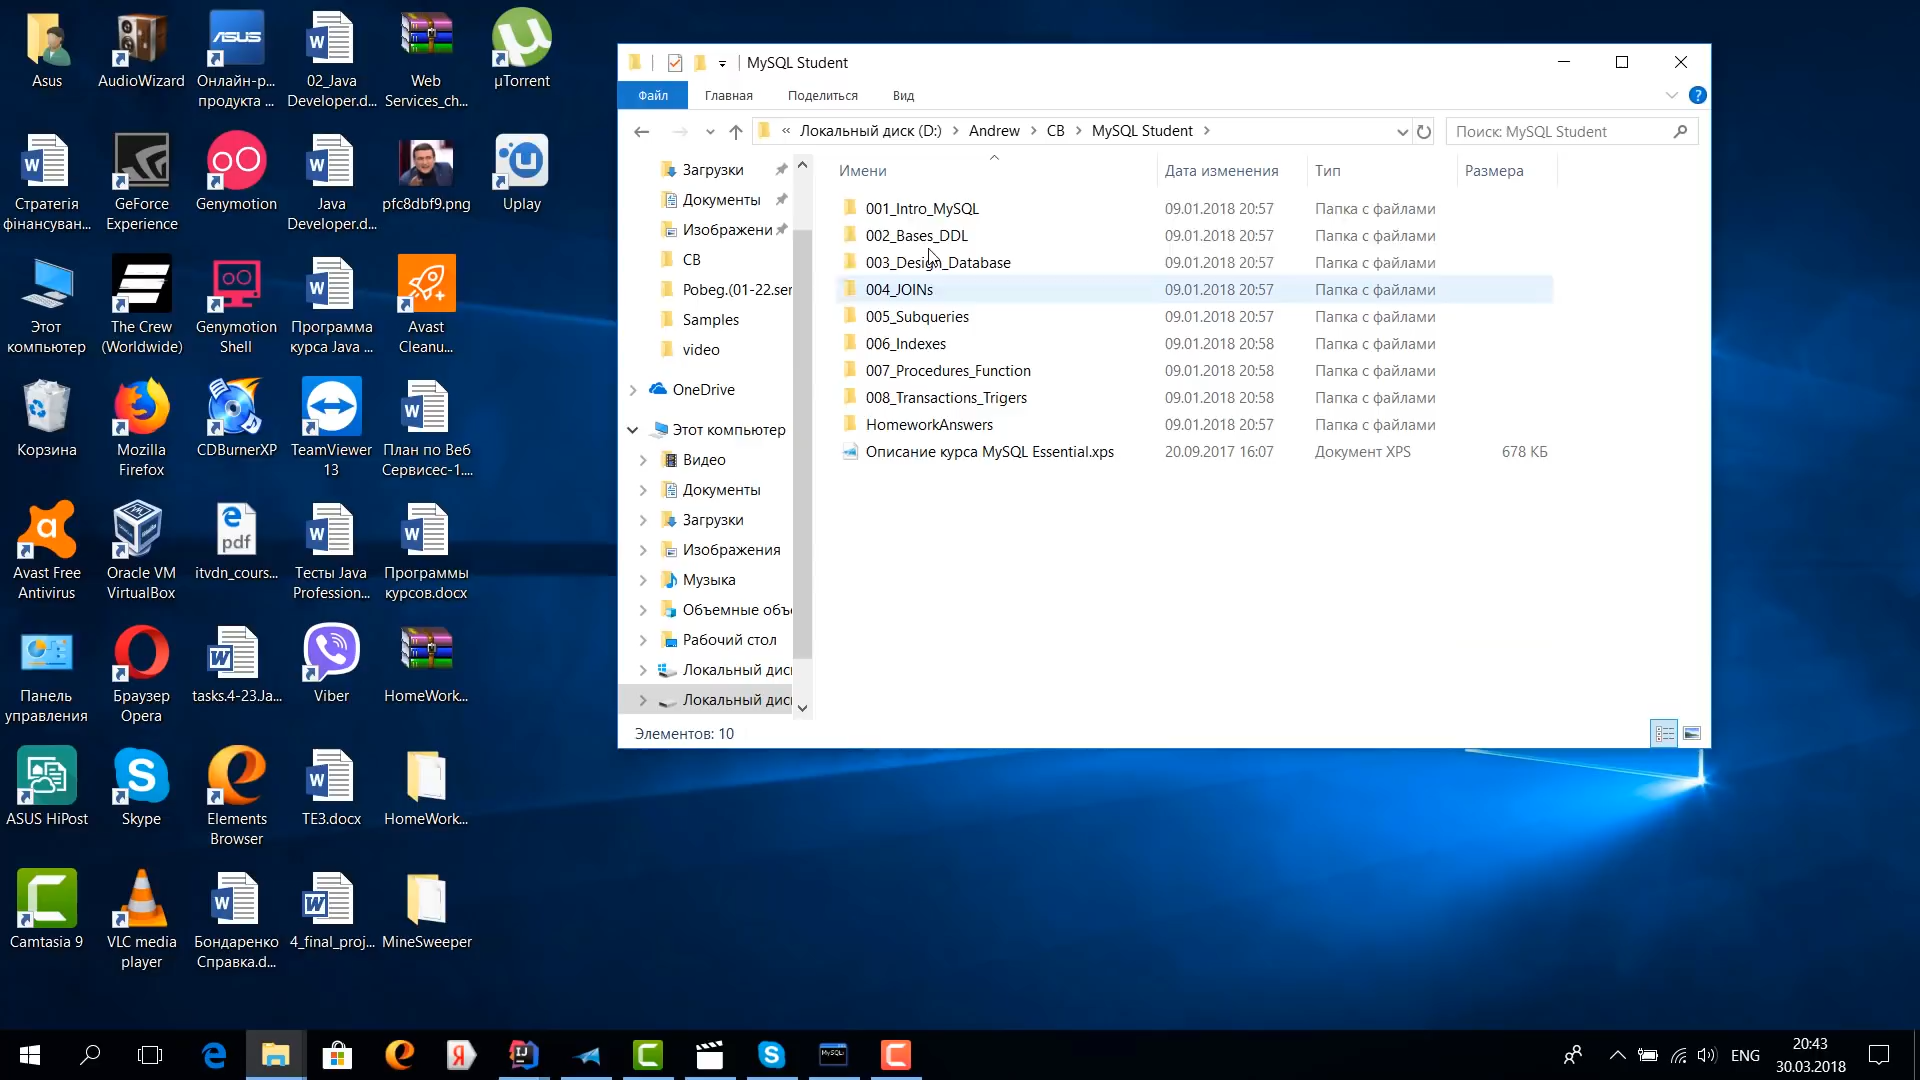 Asus
AudioWizard
Онлайн-р...
продукта ...
02_Java
Developer.d...
Web
Services_ch...
µTorrent
Стратегія
фінансуван...
GeForce
Experience
Genymotion
Java
Developer.d...
pfc8dbf9.png
Uplay
Этот
компьютер
The Crew
(Worldwide)
Genymotion
Shell
Программа
курса Java ...
Avast
Cleanu...
Корзина
Mozilla
Firefox
CDBurnerXP
TeamViewer
13
План по Веб
Сервисес-1....
Avast Free
Antivirus
Oracle VM
VirtualBox
pdf
itvdn_cours...
Тесты Java
Profession...
Программы
курсов.docx
Панель
управления
Браузер
Opera
tasks.4-23.Ja...
Viber
HomeWork...
ASUS HiPost
Skype
Elements
Browser
ТЕЗ.docx
HomeWork...
Camtasia 9
VLC media
player
Бондаренко
Справка.d...
4_final_proj...
MineSweeper
MySQL Student
Файл
Главная
Поделиться
Вид
« Локальный диск (D:) > Andrew > CB > MySQL Student >
Поиск: MySQL Student
Загрузки
Документы
Изображени
CB
Pobeg.(01-22.ser
Samples
video
OneDrive
Этот компьютер
Видео
Документы
Загрузки
Изображения
Музыка
Объемные объ
Рабочий стол
Локальный дис
Локальный дис
Имени Дата изменения Тип Размера
001_Intro_MySQL 09.01.2018 20:57 Папка с файлами
002_Bases_DDL 09.01.2018 20:57 Папка с файлами
003_Design_Database 09.01.2018 20:57 Папка с файлами
004_JOINs 09.01.2018 20:57 Папка с файлами
005_Subqueries 09.01.2018 20:57 Папка с файлами
006_Indexes 09.01.2018 20:58 Папка с файлами
007_Procedures_Function 09.01.2018 20:58 Папка с файлами
008_Transactions_Trigers 09.01.2018 20:58 Папка с файлами
HomeworkAnswers 09.01.2018 20:57 Папка с файлами
Описание курса MySQL Essential.xps 20.09.2017 16:07 Документ XPS 678 КБ
Элементов: 10
ENG
20:43
30.03.2018